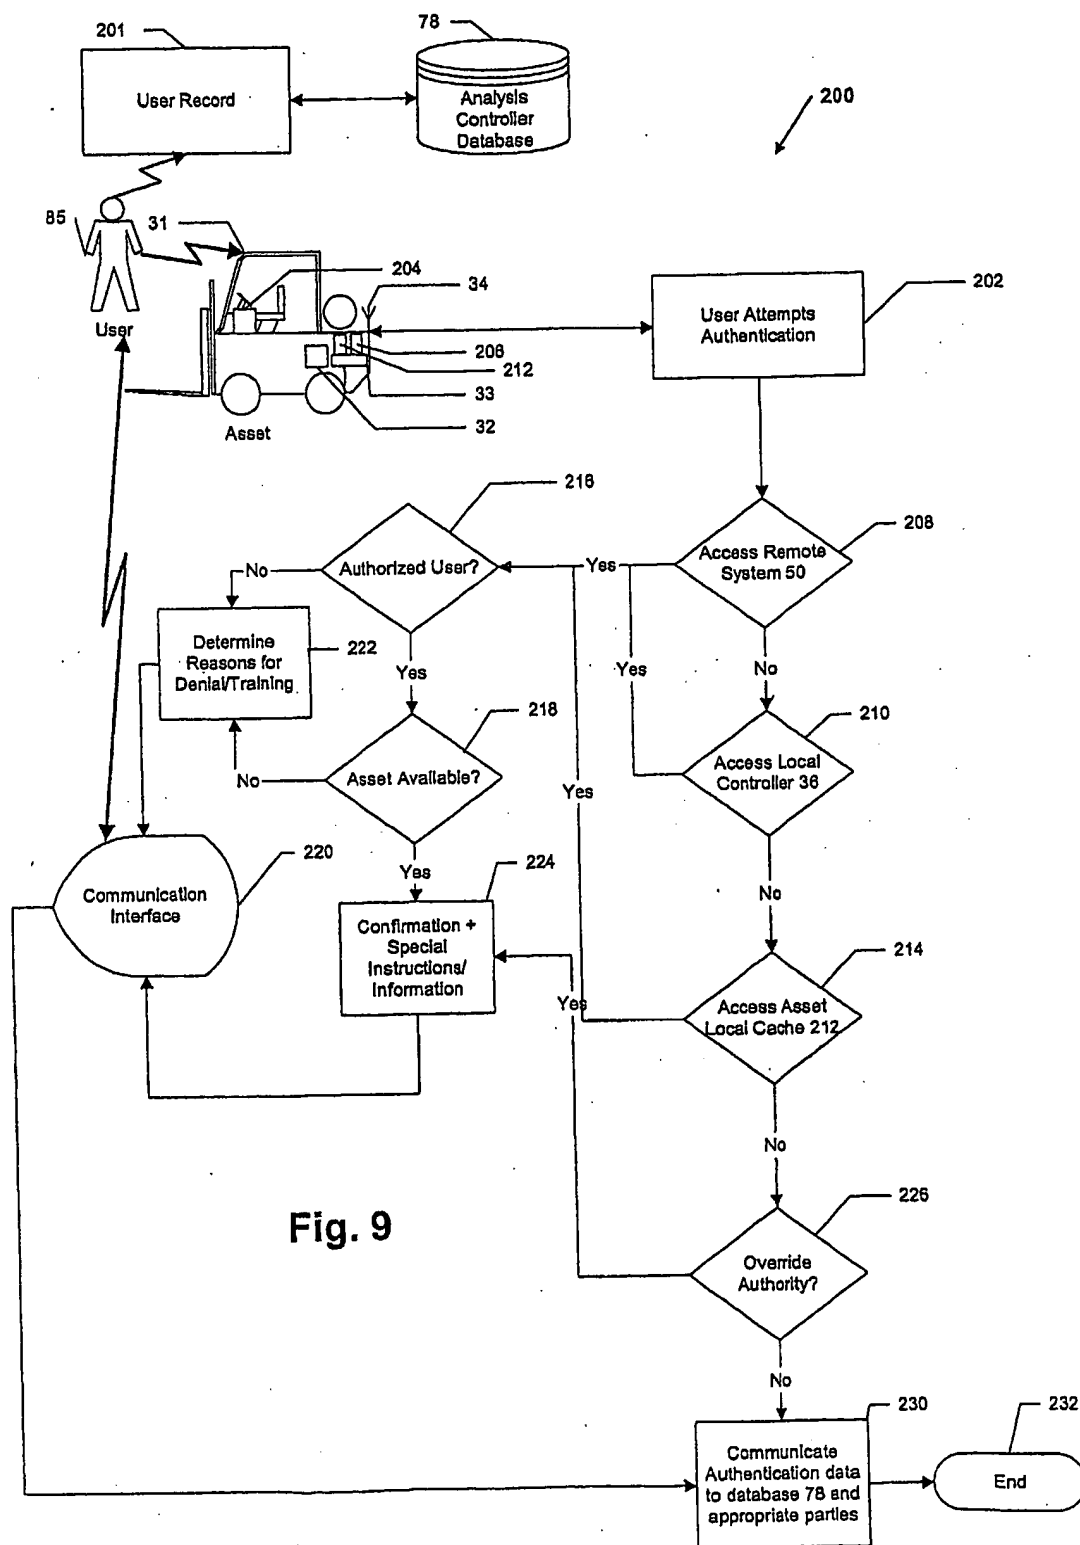 201
78
User Record
Analysis
Controller
Database
200
85
31
204
34
202
User Attempts
Authentication
User
208
212
33
32
Asset
216
208
Authorized User?
Yes
Access Remote
System 50
No
Determine
Reasons for
Denial/Training
222
Yes
Yes
No
218
210
No
Asset Available?
Access Local
Controller 36
Yes
220
Yes
224
No
Communication
Interface
Confirmation +
Special
Instructions/
Information
214
Yes
Access Asset
Local Cache 212
No
226
Fig. 9
Override
Authority?
No
230
232
Communicate
Authentication data
to database 78 and
appropriate parties
End